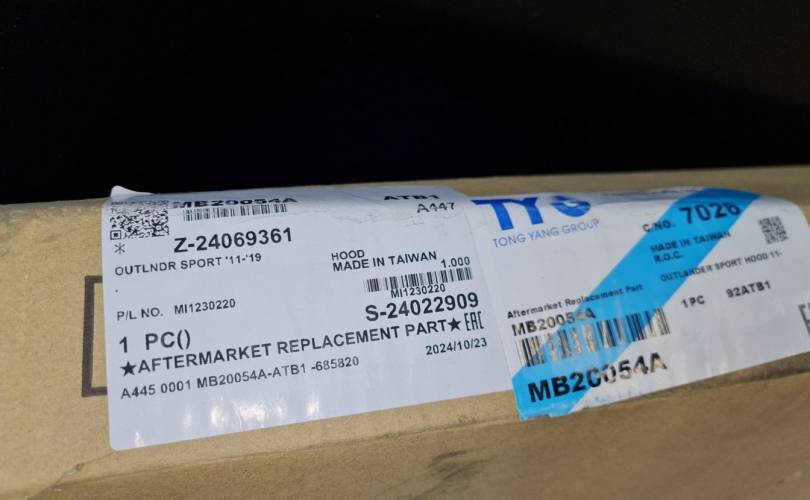 MB20054A
ATB1
A447
*
Z-24069361
OUTLNDR SPORT '11-'19
HOOD
MADE IN TAIWAN
1.000
.
MI1230220
P/L NO. MI1230220
S-24022909
1 PC()
★AFTERMARKET REPLACEMENT PART★ EAC
2024/10/23
A445 0001 MB20054A-ATB1 -685820
TYG
TONG YANG GROUP
C/NO. 7028
MADE IN TAIWAN
R.O.C.
OUTLANDER SPORT HOOD 11-
Aftermarket Replacement Part
1PC 92ATB1
MB20054A
MB20054A